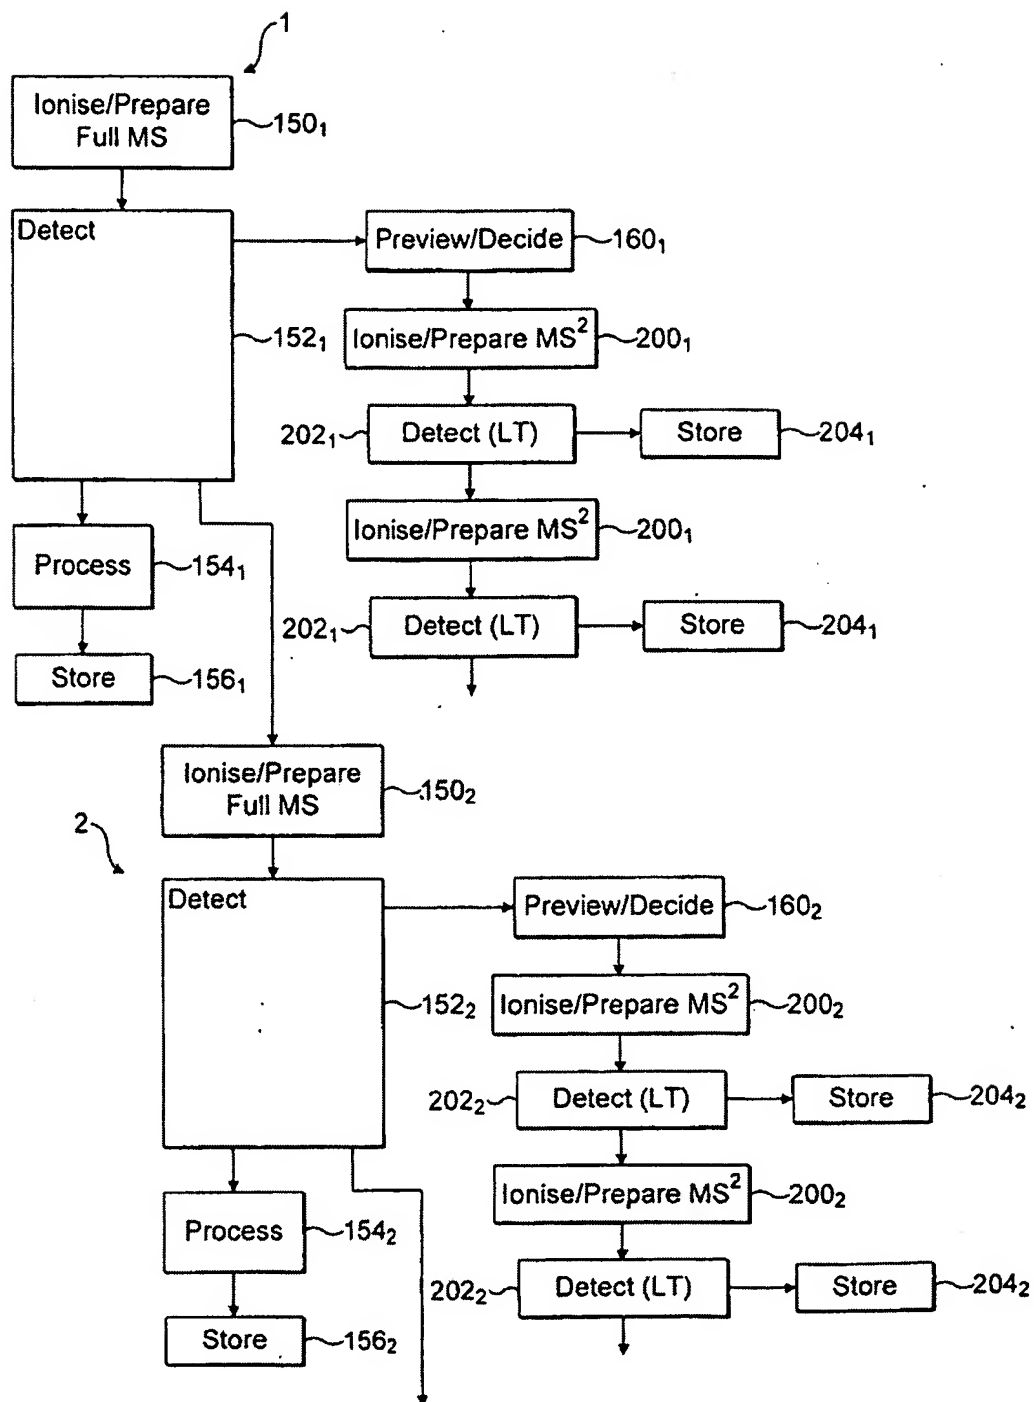 1
Ionise/Prepare
Full MS
150₁
Detect
152₁
Preview/Decide
160₁
Ionise/Prepare MS²
200₁
202₁
Detect (LT)
Store
204₁
Ionise/Prepare MS²
200₁
202₁
Detect (LT)
Store
204₁
Process
154₁
Store
156₁
Ionise/Prepare
Full MS
150₂
2
Detect
152₂
Preview/Decide
160₂
Ionise/Prepare MS²
200₂
202₂
Detect (LT)
Store
204₂
Ionise/Prepare MS²
200₂
202₂
Detect (LT)
Store
204₂
Process
154₂
Store
156₂